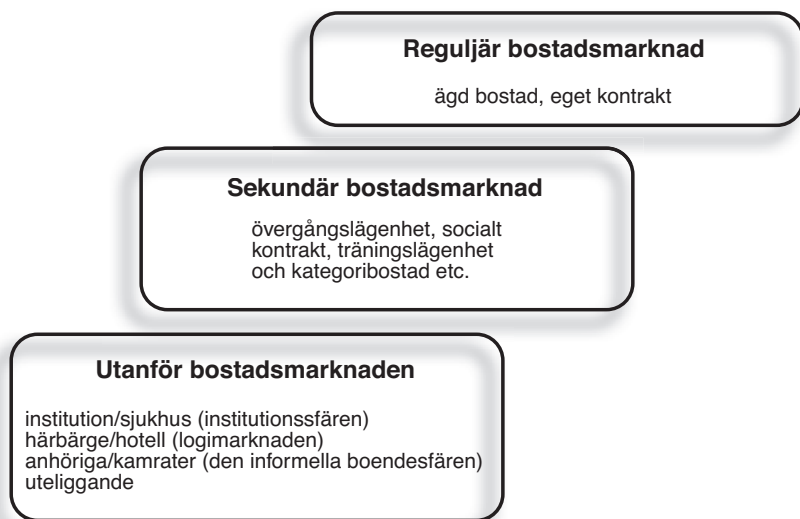 Reguljär bostadsmarknad
ägd bostad, eget kontrakt
Sekundär bostadsmarknad
övergångslägenhet, socialt
kontrakt, träningslägenhet
och kategoribostad etc.
Utanför bostadsmarknaden
institution/sjukhus (institutionssfären)
härbärge/hotell (logimarknaden)
anhöriga/kamrater (den informella boendesfären)
uteliggande